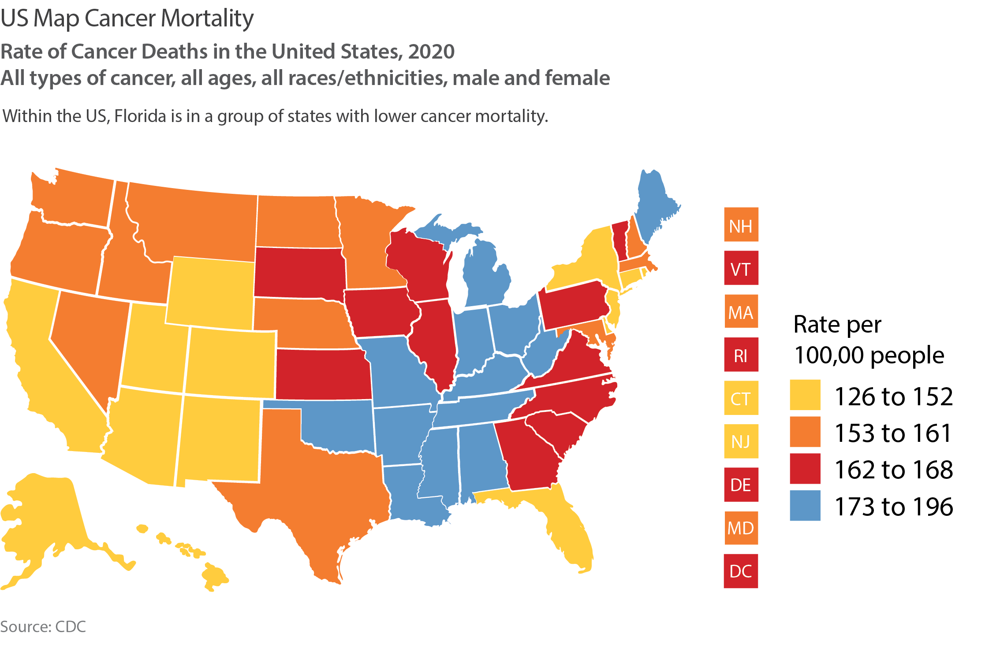 US Map Cancer Mortality
Rate of Cancer Deaths in the United States, 2020
All types of cancer, all ages, all races/ethnicities, male and female
Within the US, Florida is in a group of states with lower cancer mortality.
NH
VT
MA
RI
CT
NJ
DE
MD
DC
Rate per
100,00 people
126 to 152
153 to 161
162 to 168
173 to 196
Source: CDC